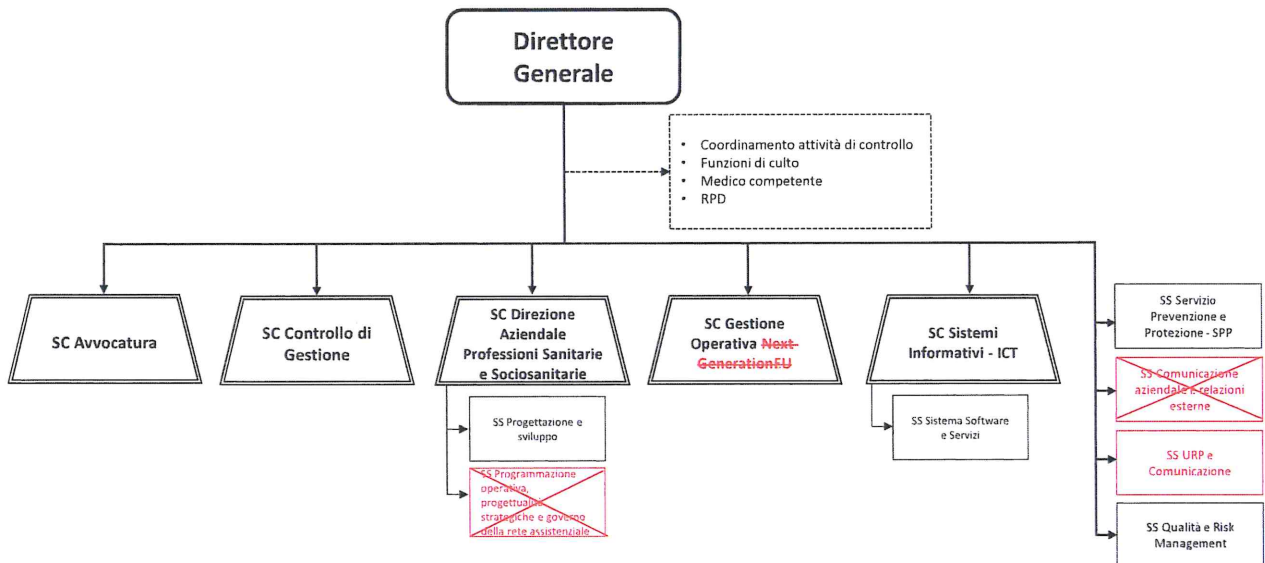 Direttore
Generale
• Coordinamento attività di controllo
• Funzioni di culto
• Medico competente
• RPD
SC Avvocatura
SC Controllo di
Gestione
SC Direzione
Aziendale
Professioni Sanitarie
e Sociosanitarie
SC Gestione
Operativa Next-
GenerationEU
SC Sistemi
Informativi - ICT
SS Servizio
Prevenzione e
Protezione - SPP
SS Comunicazione
aziendale e relazioni
esterne
SS URP e
Comunicazione
SS Qualità e Risk
Management
SS Progettazione e
sviluppo
SS Programmazione
operativa,
progettualità
strategiche e governo
della rete assistenziale
SS Sistema Software
e Servizi